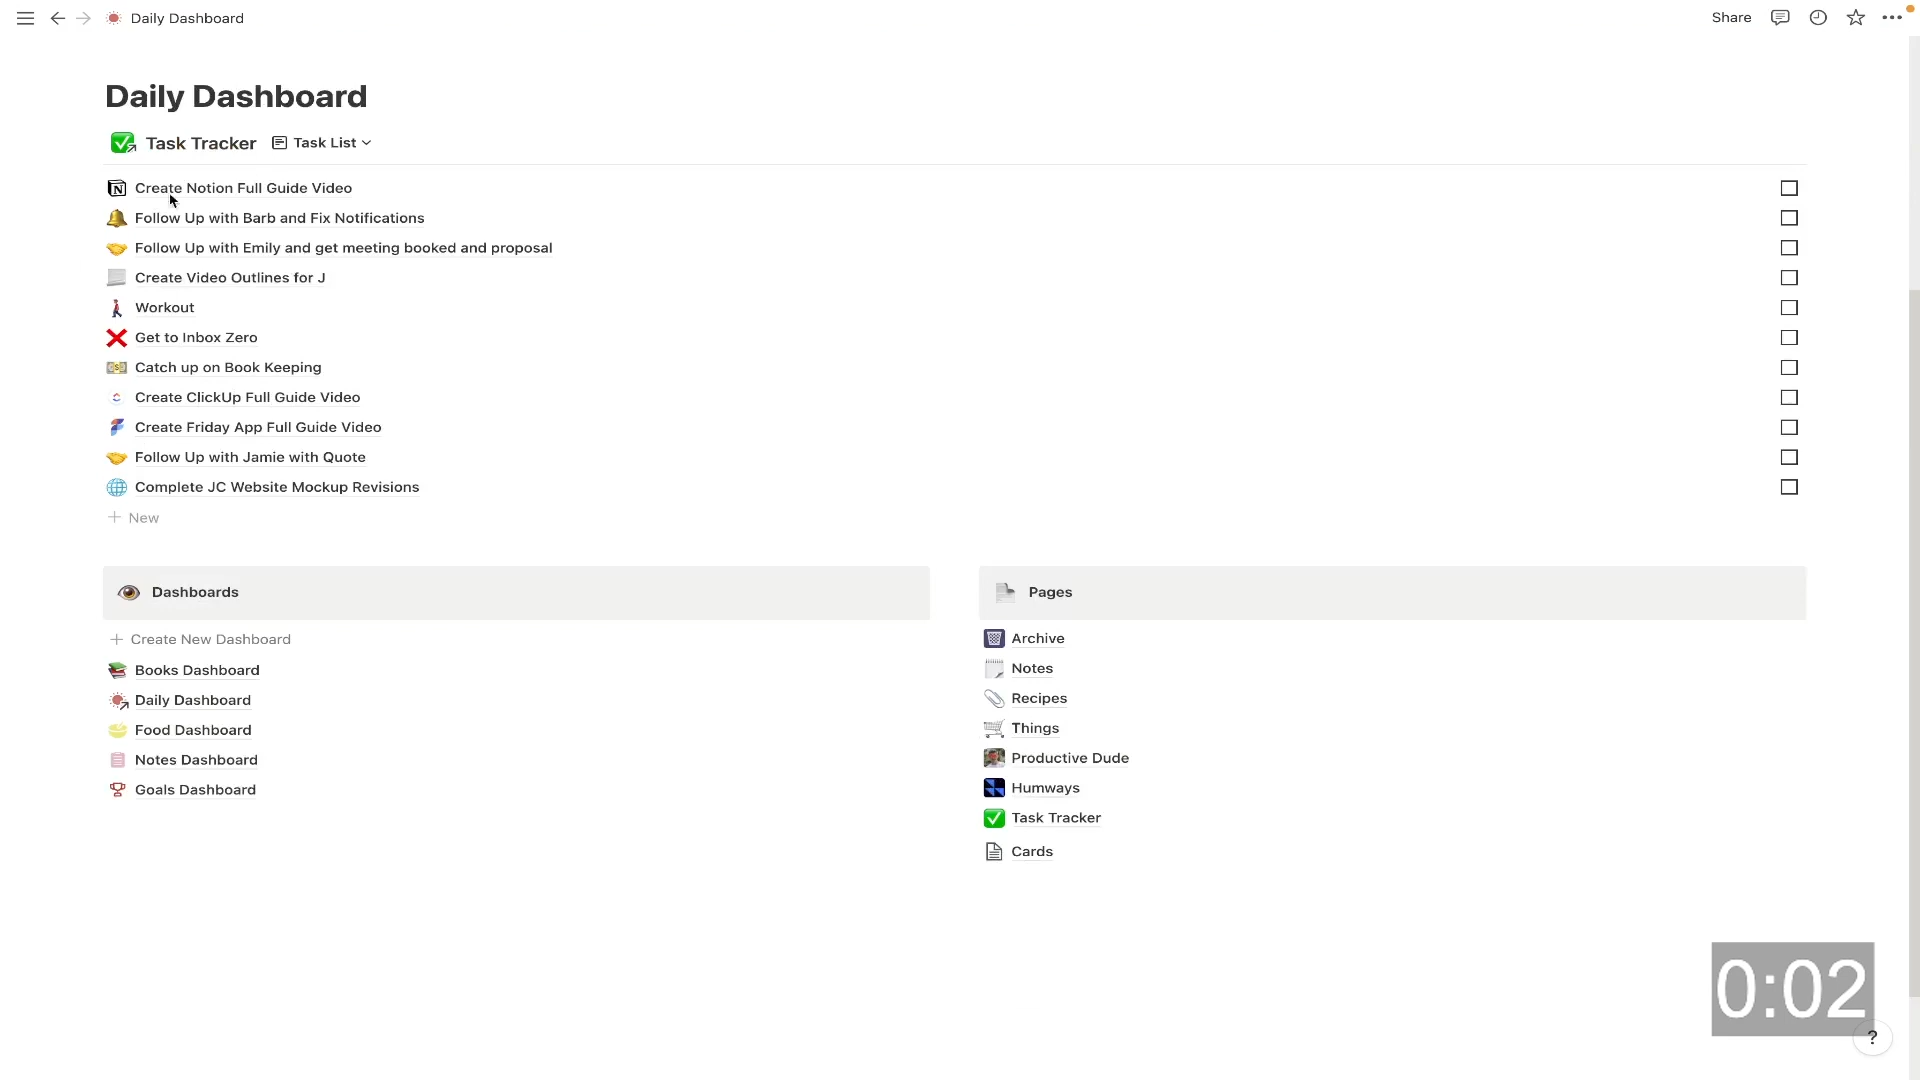 Daily Dashboard
Share
Daily Dashboard
Task Tracker Task List
Create Notion Full Guide Video
Follow Up with Barb and Fix Notifications
Follow Up with Emily and get meeting booked and proposal
Create Video Outlines for J
Workout
Get to Inbox Zero
Catch up on Book Keeping
Create ClickUp Full Guide Video
Create Friday App Full Guide Video
Follow Up with Jamie with Quote
Complete JC Website Mockup Revisions
+ New
Dashboards
+ Create New Dashboard
Books Dashboard
Daily Dashboard
Food Dashboard
Notes Dashboard
Goals Dashboard
Pages
Archive
Notes
Recipes
Things
Productive Dude
Humways
Task Tracker
Cards
0:02
?